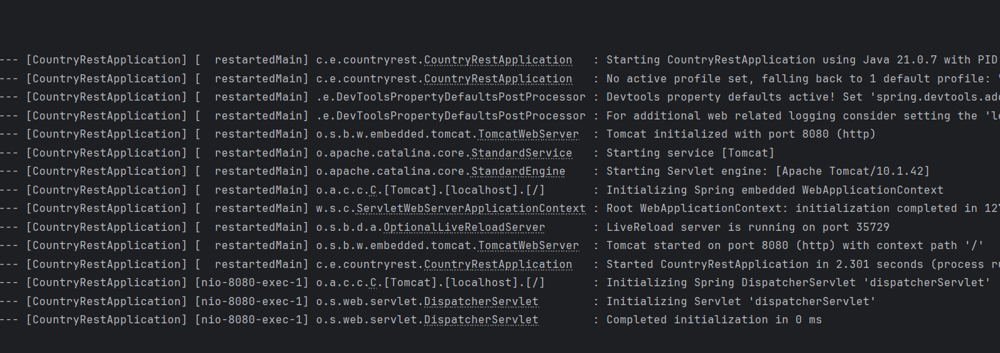 --- [CountryRestApplication] [  restartedMain] c.e.countryrest.CountryRestApplication   : Starting CountryRestApplication using Java 21.0.7 with PID
--- [CountryRestApplication] [  restartedMain] c.e.countryrest.CountryRestApplication   : No active profile set, falling back to 1 default profile: "
--- [CountryRestApplication] [  restartedMain] .e.DevToolsPropertyDefaultsPostProcessor : Devtools property defaults active! Set 'spring.devtools.add
--- [CountryRestApplication] [  restartedMain] .e.DevToolsPropertyDefaultsPostProcessor : For additional web related logging consider setting the 'lo
--- [CountryRestApplication] [  restartedMain] o.s.b.w.embedded.tomcat.TomcatWebServer  : Tomcat initialized with port 8080 (http)
--- [CountryRestApplication] [  restartedMain] o.apache.catalina.core.StandardService   : Starting service [Tomcat]
--- [CountryRestApplication] [  restartedMain] o.apache.catalina.core.StandardEngine    : Starting Servlet engine: [Apache Tomcat/10.1.42]
--- [CountryRestApplication] [  restartedMain] o.a.c.c.C.[Tomcat].[localhost].[/]       : Initializing Spring embedded WebApplicationContext
--- [CountryRestApplication] [  restartedMain] w.s.c.ServletWebServerApplicationContext : Root WebApplicationContext: initialization completed in 127
--- [CountryRestApplication] [  restartedMain] o.s.b.d.a.OptionalLiveReloadServer       : LiveReload server is running on port 35729
--- [CountryRestApplication] [  restartedMain] o.s.b.w.embedded.tomcat.TomcatWebServer  : Tomcat started on port 8080 (http) with context path '/'
--- [CountryRestApplication] [  restartedMain] c.e.countryrest.CountryRestApplication   : Started CountryRestApplication in 2.301 seconds (process ru
--- [CountryRestApplication] [nio-8080-exec-1] o.a.c.c.C.[Tomcat].[localhost].[/]       : Initializing Spring DispatcherServlet 'dispatcherServlet'
--- [CountryRestApplication] [nio-8080-exec-1] o.s.web.servlet.DispatcherServlet        : Initializing Servlet 'dispatcherServlet'
--- [CountryRestApplication] [nio-8080-exec-1] o.s.web.servlet.DispatcherServlet        : Completed initialization in 0 ms